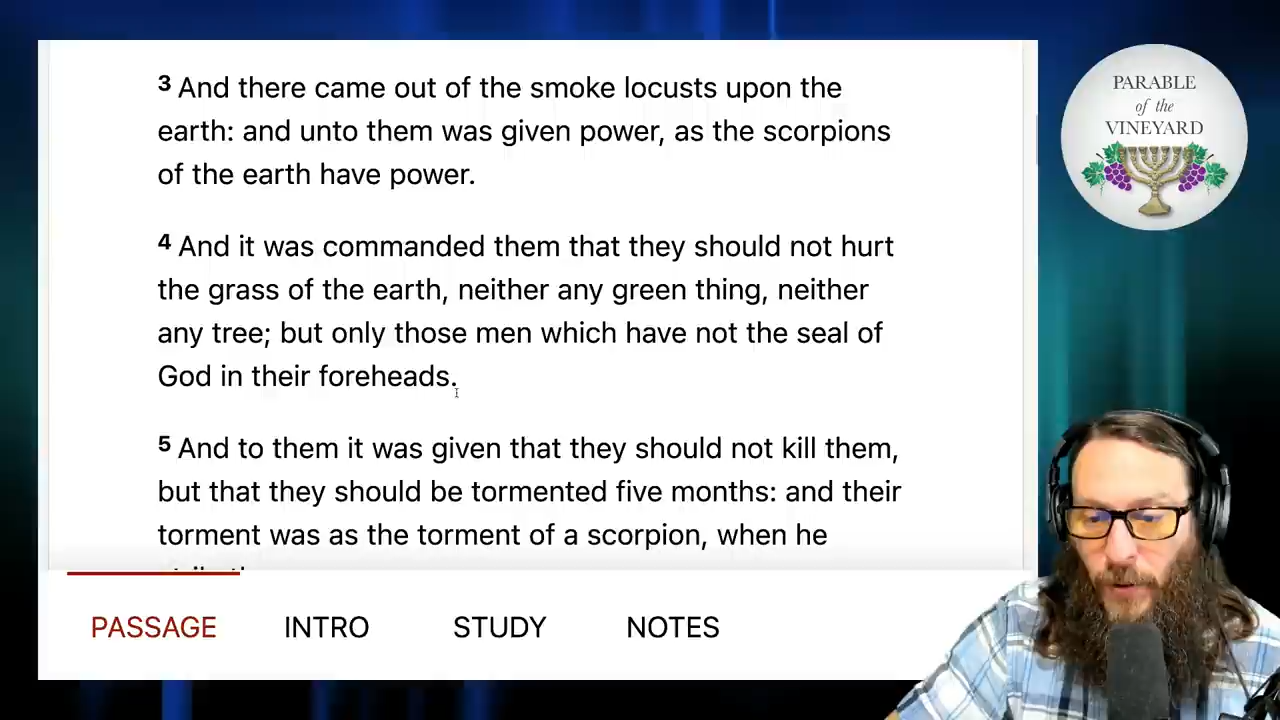 3 And there came out of the smoke locusts upon the
earth: and unto them was given power, as the scorpions
of the earth have power.
4 And it was commanded them that they should not hurt
the grass of the earth, neither any green thing, neither
any tree; but only those men which have not the seal of
God in their foreheads.
5 And to them it was given that they should not kill them,
but that they should be tormented five months: and their
torment was as the torment of a scorpion, when he
PASSAGE INTRO STUDY NOTES
PARABLE
of the
VINEYARD